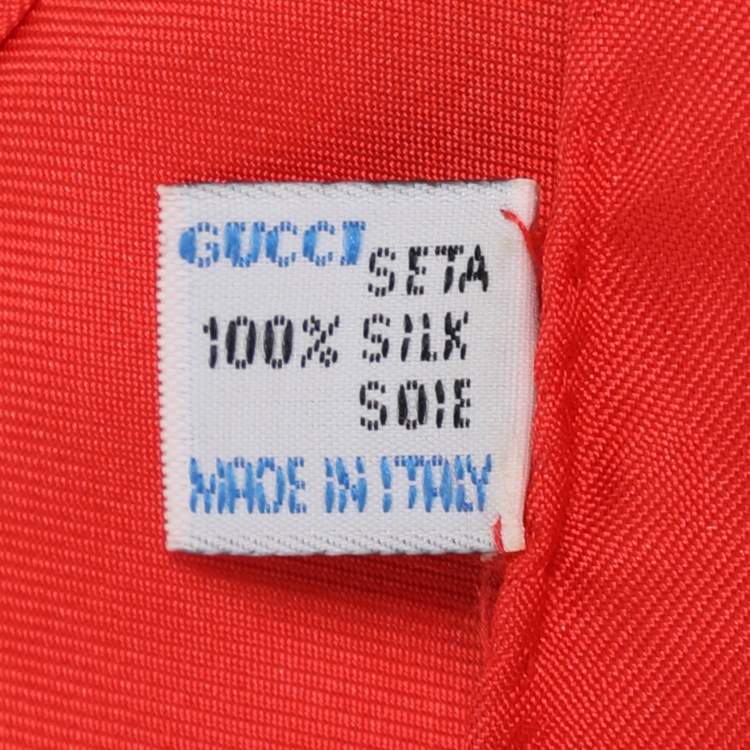 GUCCI
SETA
100% SILK
SOIE
MADE IN ITALY